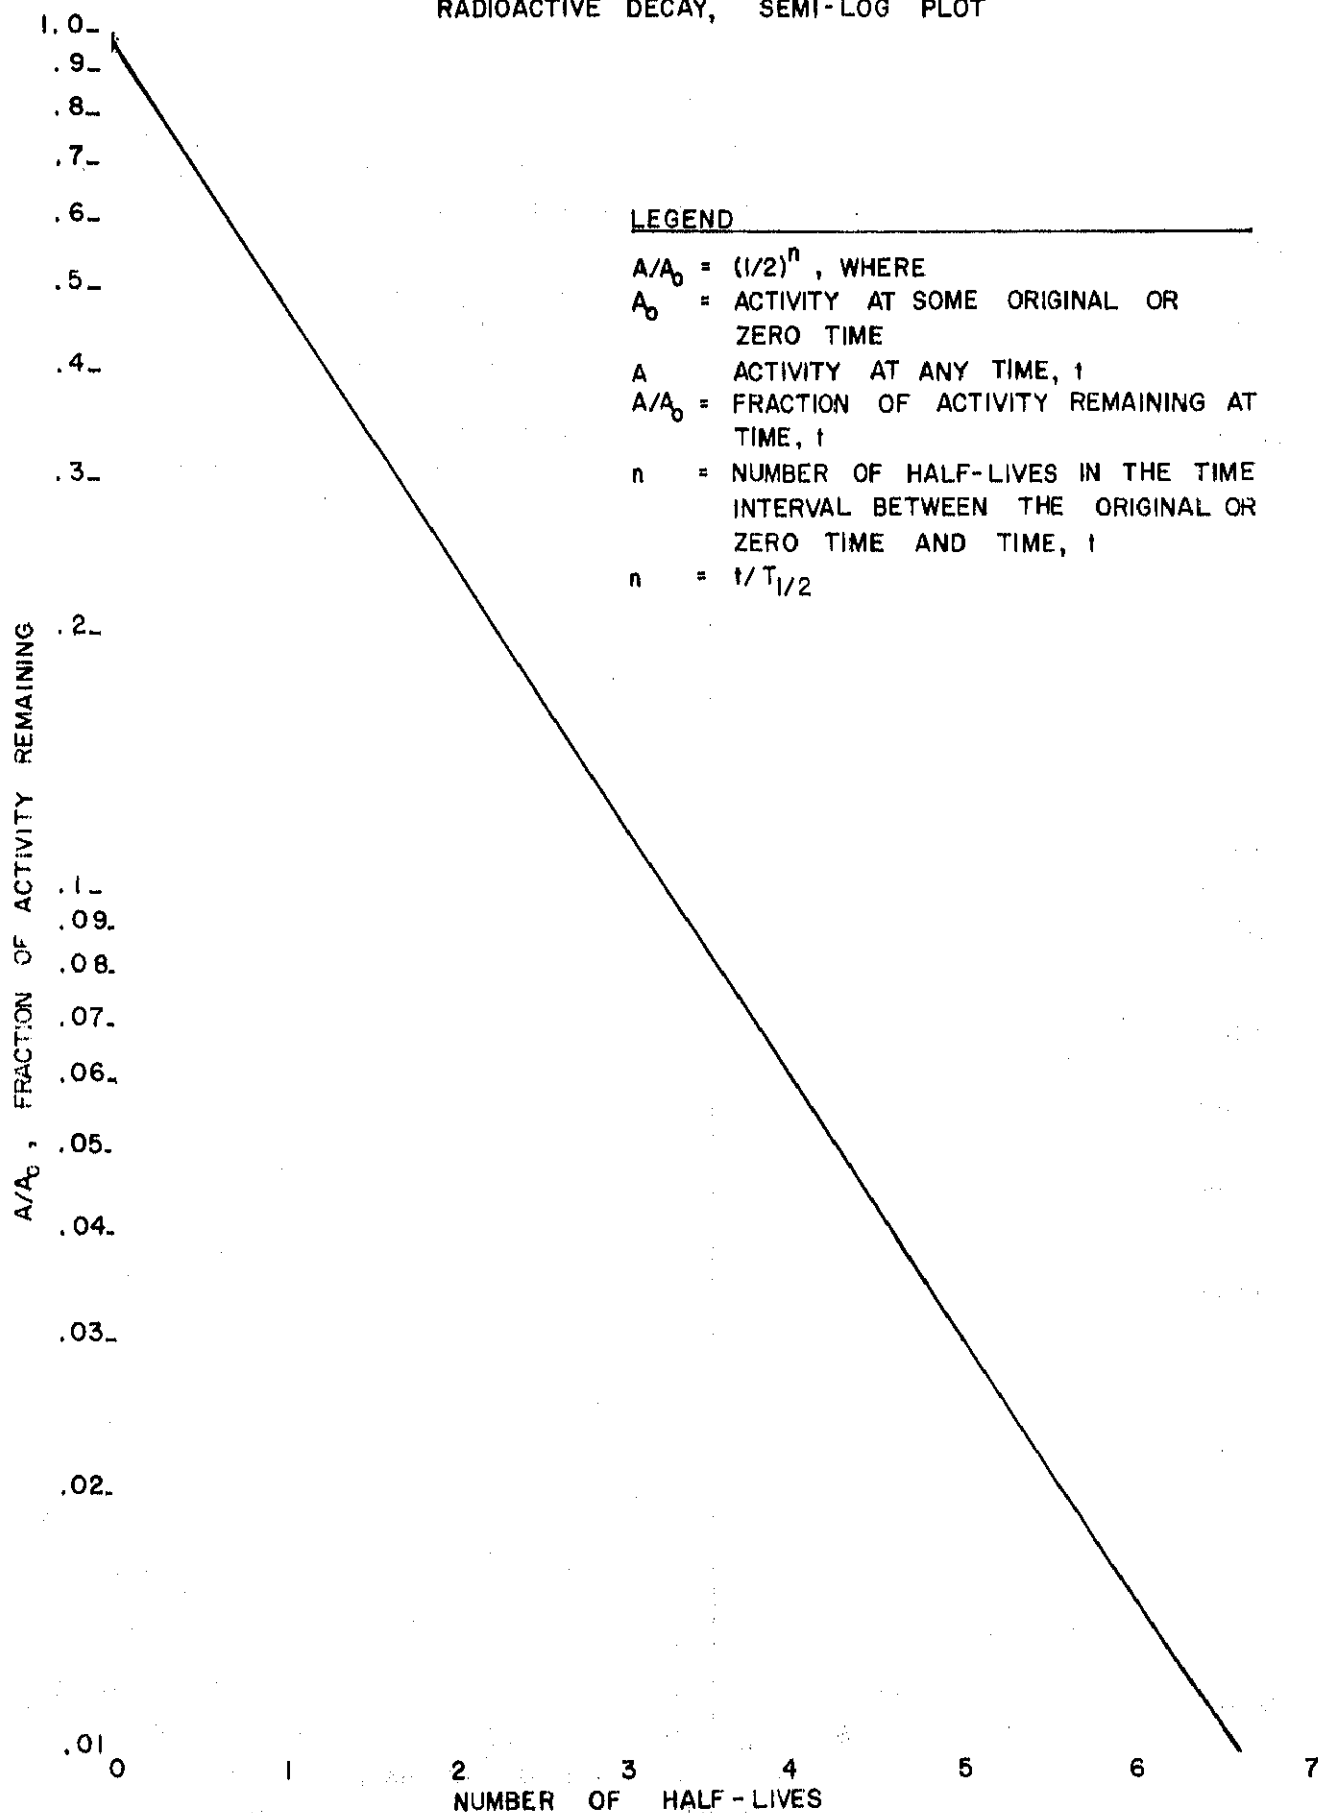 RADIOACTIVE DECAY, SEMI-LOG PLOT
1.0
.9
.8
.7
.6
.5
.4
.3
.2
.1
.09
.08
.07
.06
.05
.04
.03
.02
.01
A/A₀, FRACTION OF ACTIVITY REMAINING
LEGEND
A/A₀ = (1/2)ⁿ, WHERE
A₀ = ACTIVITY AT SOME ORIGINAL OR
ZERO TIME
A ACTIVITY AT ANY TIME, t
A/A₀ = FRACTION OF ACTIVITY REMAINING AT
TIME, t
n = NUMBER OF HALF-LIVES IN THE TIME
INTERVAL BETWEEN THE ORIGINAL OR
ZERO TIME AND TIME, t
n = t/T₁/₂
0 1 2 3 4 5 6 7
NUMBER OF HALF-LIVES